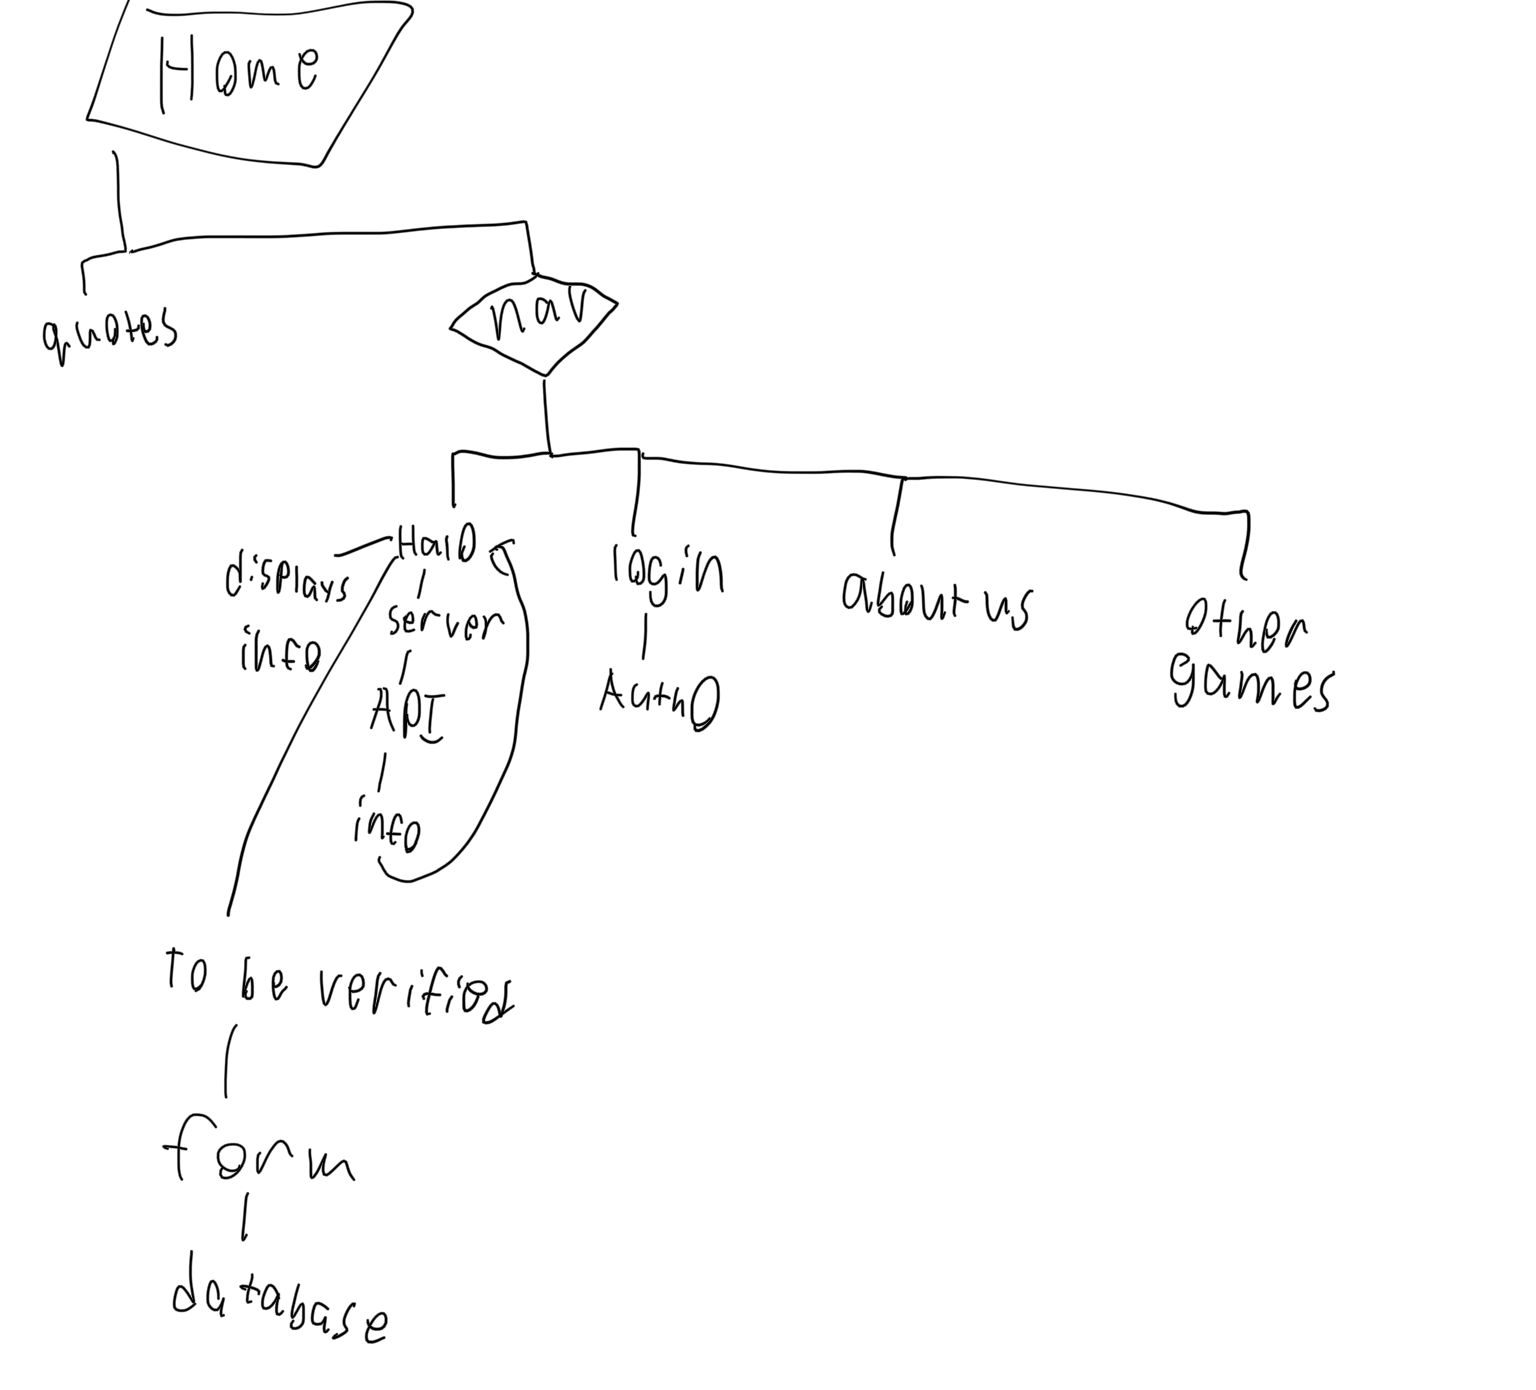 Home
quotes
nav
Halo
displays
info
server
API
info
login
Auth0
about us
other
games
to be verified
form
database